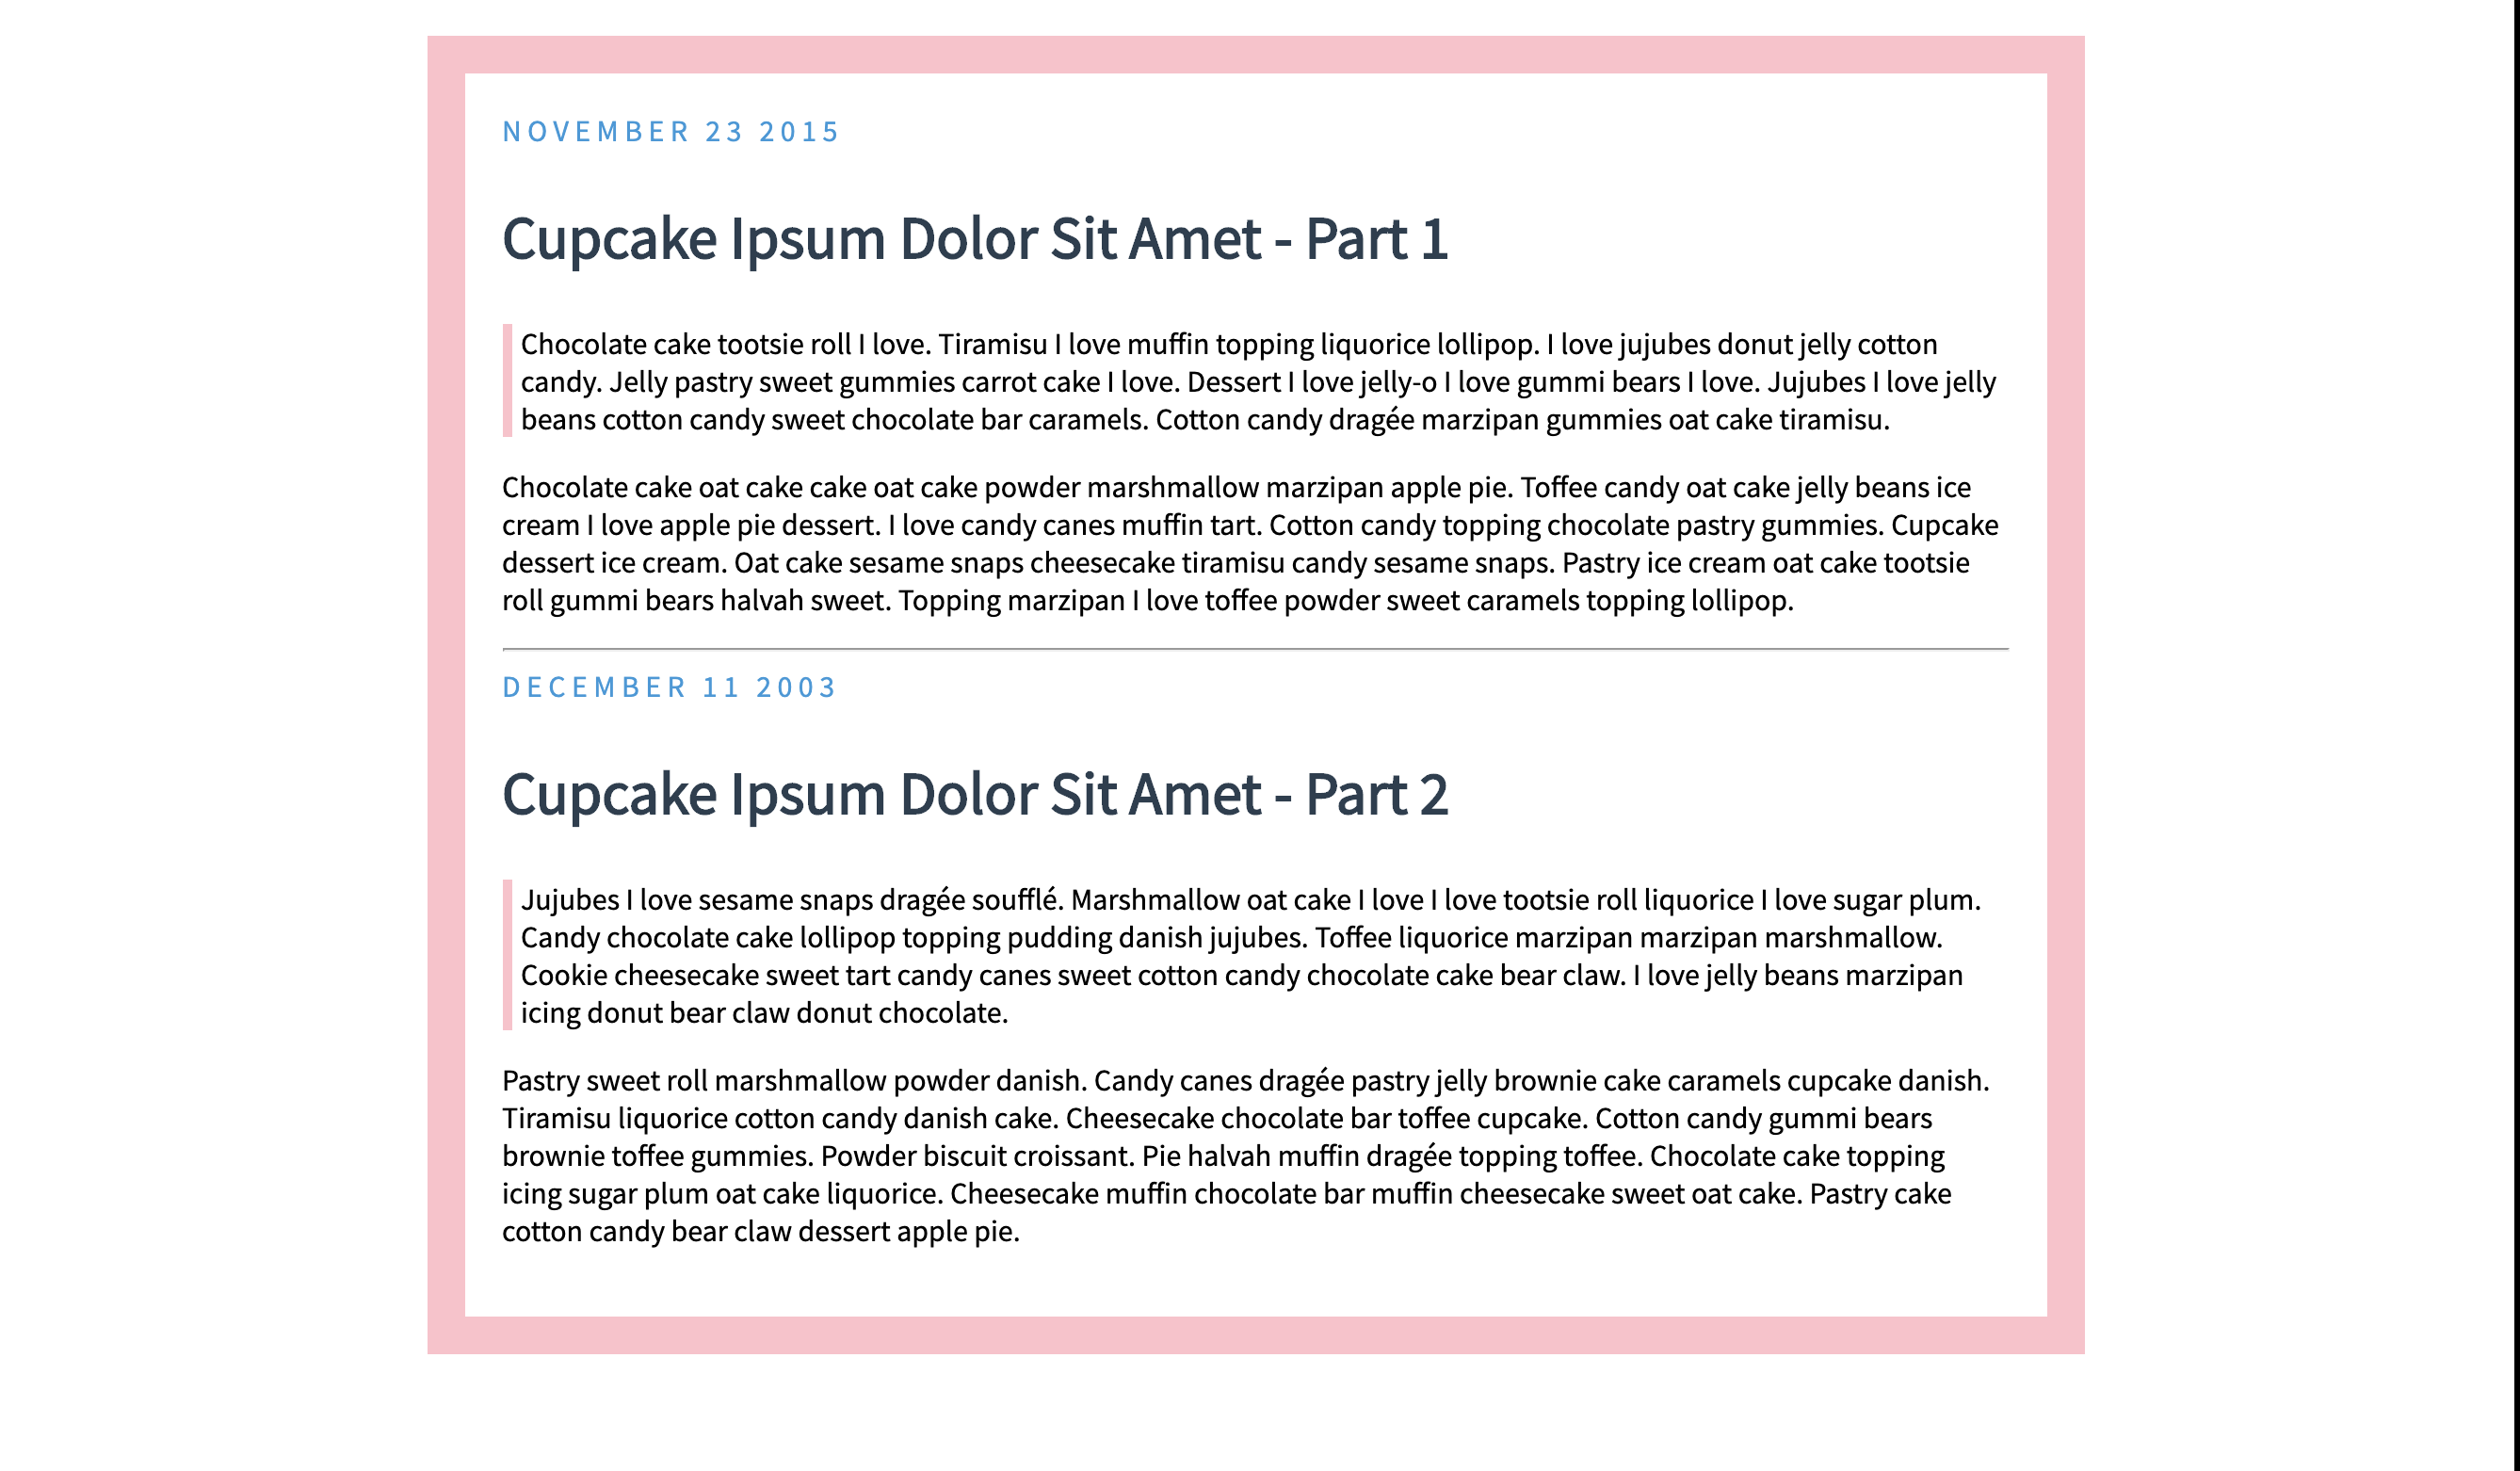 NOVEMBER 23 2015
Cupcake Ipsum Dolor Sit Amet - Part 1
Chocolate cake tootsie roll I love. Tiramisu I love muffin topping liquorice lollipop. I love jujubes donut jelly cotton
candy. Jelly pastry sweet gummies carrot cake I love. Dessert I love jelly-o I love gummi bears I love. Jujubes I love jelly
beans cotton candy sweet chocolate bar caramels. Cotton candy dragée marzipan gummies oat cake tiramisu.
Chocolate cake oat cake cake oat cake powder marshmallow marzipan apple pie. Toffee candy oat cake jelly beans ice
cream I love apple pie dessert. I love candy canes muffin tart. Cotton candy topping chocolate pastry gummies. Cupcake
dessert ice cream. Oat cake sesame snaps cheesecake tiramisu candy sesame snaps. Pastry ice cream oat cake tootsie
roll gummi bears halvah sweet. Topping marzipan I love toffee powder sweet caramels topping lollipop.
DECEMBER 11 2003
Cupcake Ipsum Dolor Sit Amet - Part 2
Jujubes I love sesame snaps dragée soufflé. Marshmallow oat cake I love I love tootsie roll liquorice I love sugar plum.
Candy chocolate cake lollipop topping pudding danish jujubes. Toffee liquorice marzipan marzipan marshmallow.
Cookie cheesecake sweet tart candy canes sweet cotton candy chocolate cake bear claw. I love jelly beans marzipan
icing donut bear claw donut chocolate.
Pastry sweet roll marshmallow powder danish. Candy canes dragée pastry jelly brownie cake caramels cupcake danish.
Tiramisu liquorice cotton candy danish cake. Cheesecake chocolate bar toffee cupcake. Cotton candy gummi bears
brownie toffee gummies. Powder biscuit croissant. Pie halvah muffin dragée topping toffee. Chocolate cake topping
icing sugar plum oat cake liquorice. Cheesecake muffin chocolate bar muffin cheesecake sweet oat cake. Pastry cake
cotton candy bear claw dessert apple pie.